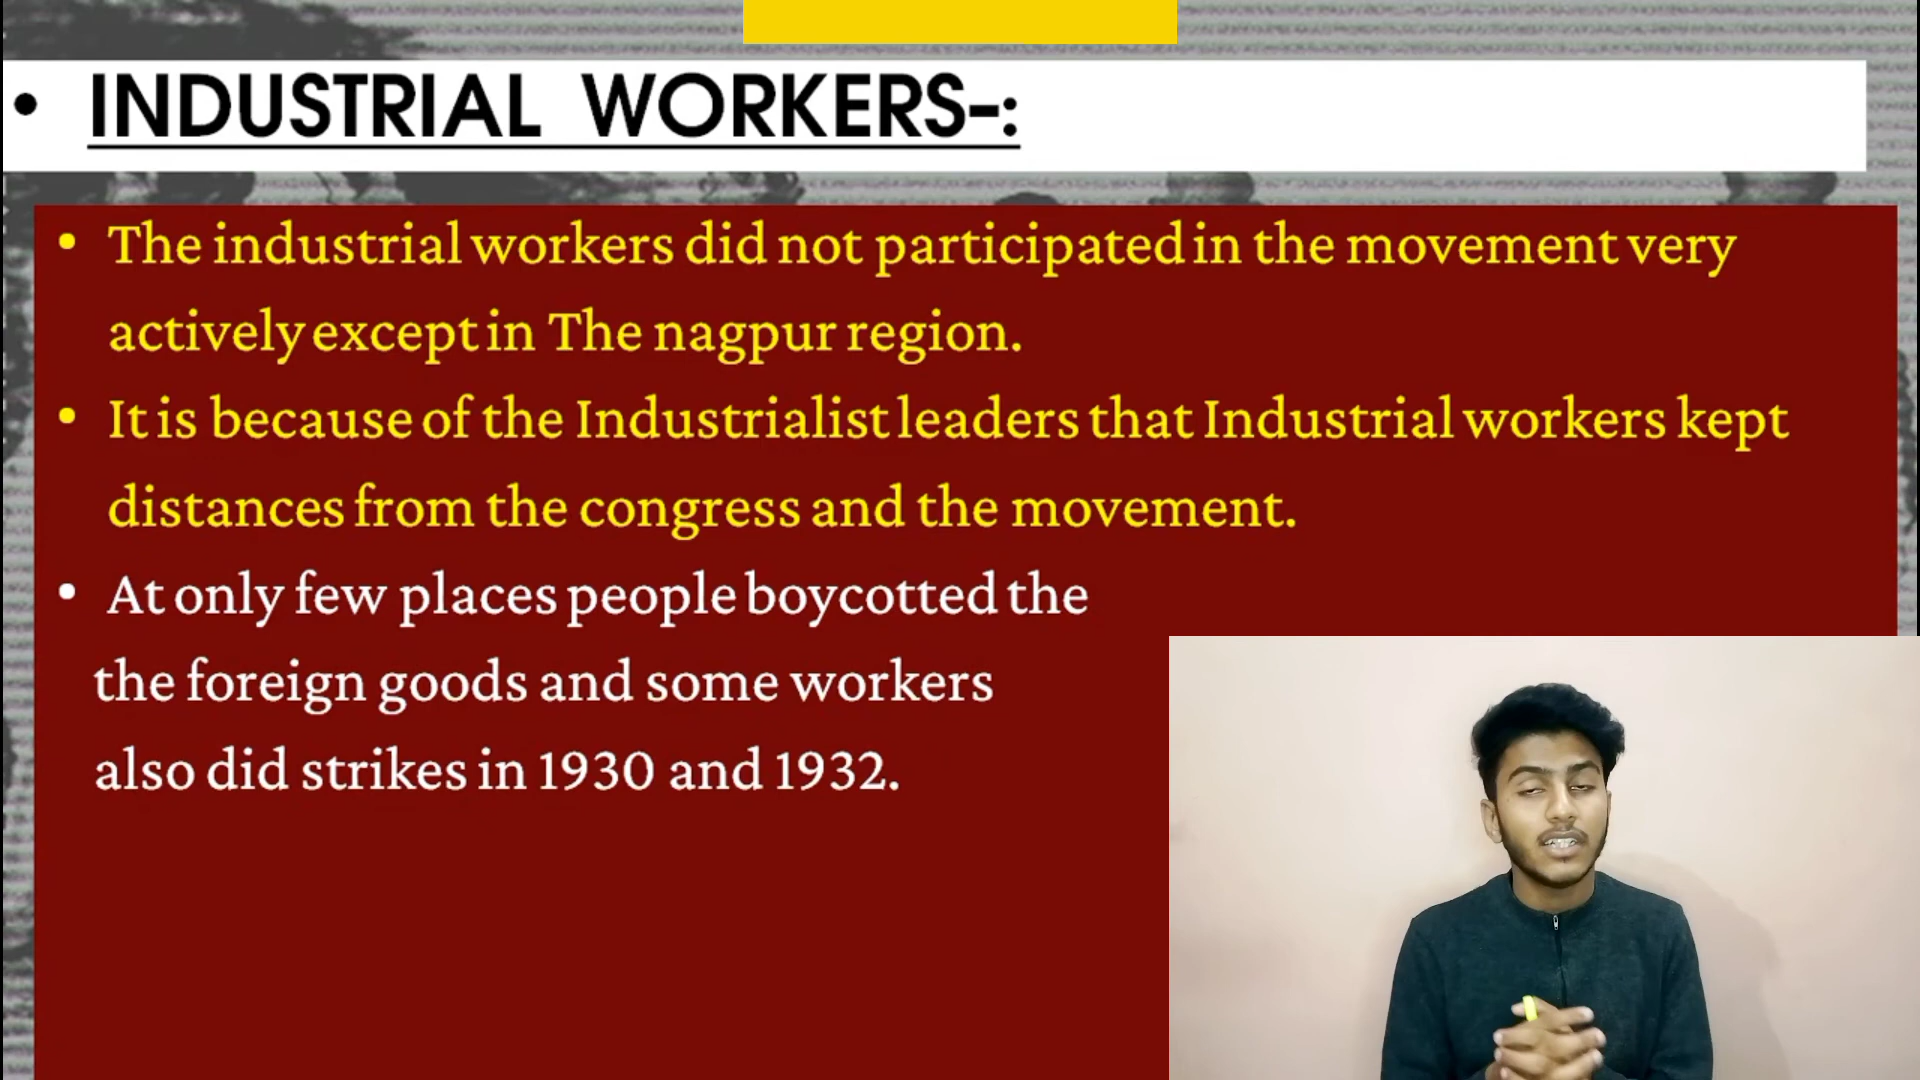 • INDUSTRIAL WORKERS-:
• The industrial workers did not participated in the movement very
actively except in The nagpur region.
• It is because of the Industrialist leaders that Industrial workers kept
distances from the congress and the movement.
• At only few places people boycotted the
the foreign goods and some workers
also did strikes in 1930 and 1932.